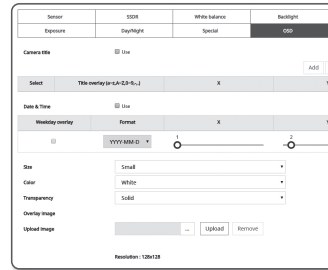 Sensor SSDR White balance Backlight
Exposure Day/Night Special OSD
Camera title Use
Add
Select Title overlay (a~z,A~Z,0~9,-,.) X
Date & Time Use
Weekday overlay Format X
YYYY-MM-D 1 2
Size Small
Color White
Transparency Solid
Overlay Image
Upload Image ... Upload Remove
Resolution : 128x128